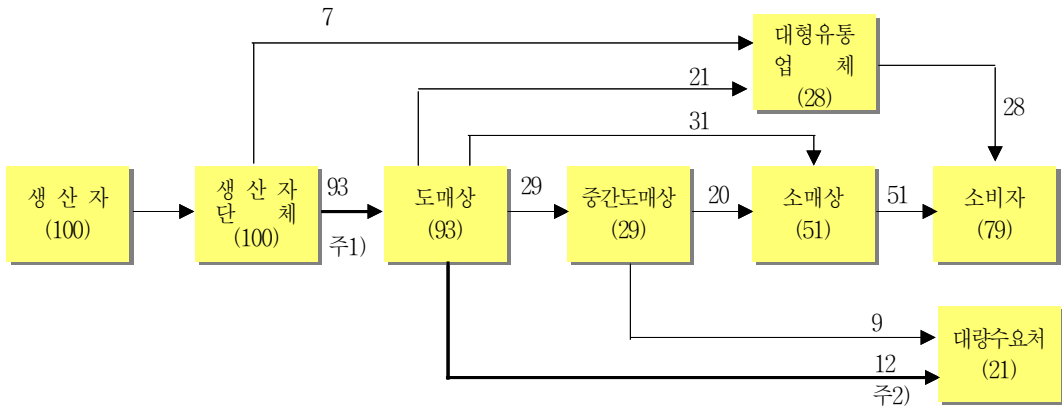 7
대형유통
업 체
(28)
21
31
28
생 산 자
(100)
생 산 자
단 체
(100)
93
주1)
도매상
(93)
29
중간도매상
(29)
20
소매상
(51)
51
소비자
(79)
9
12
주2)
대량수요처
(21)